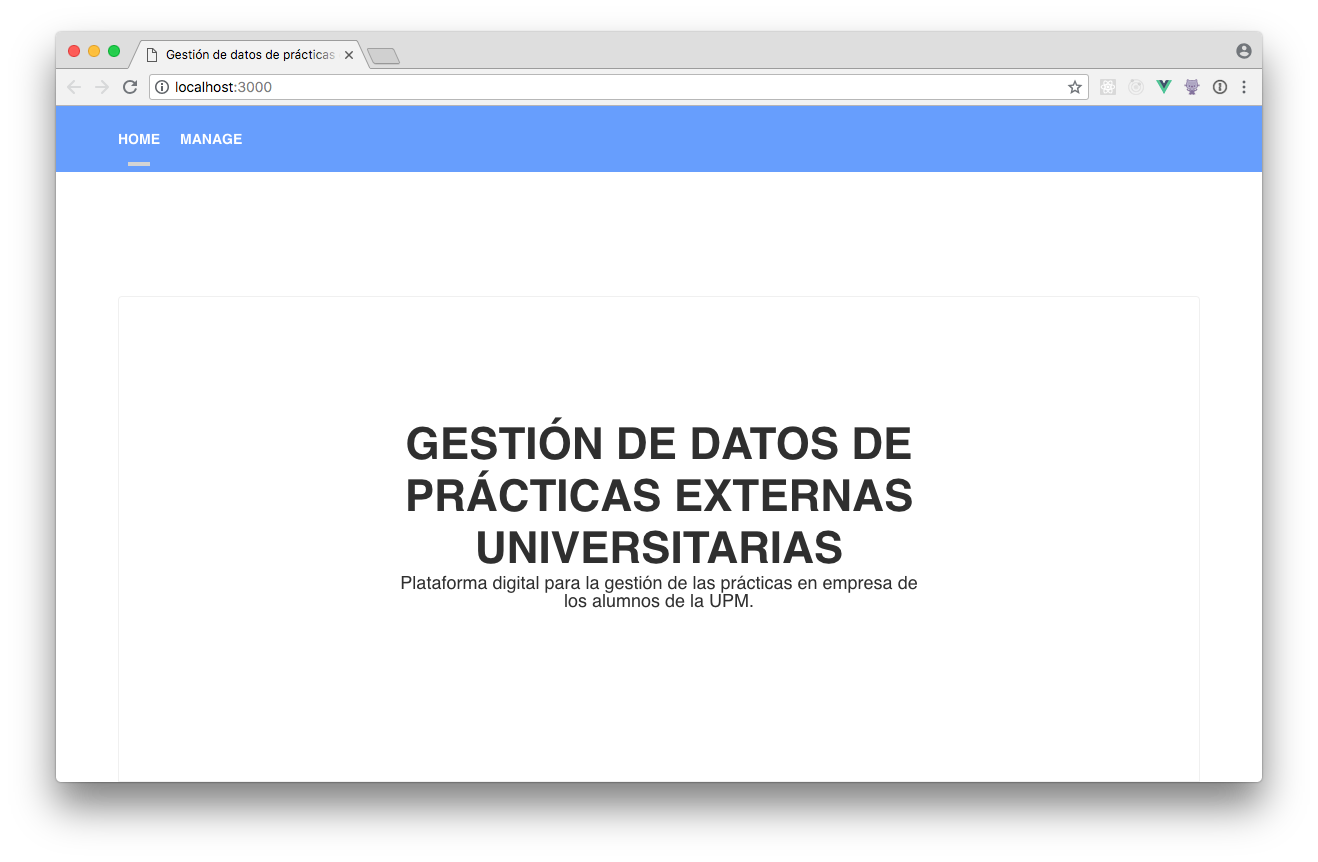 Gestión de datos de prácticas
localhost:3000
HOME MANAGE
GESTIÓN DE DATOS DE
PRÁCTICAS EXTERNAS
UNIVERSITARIAS
Plataforma digital para la gestión de las prácticas en empresa de
los alumnos de la UPM.